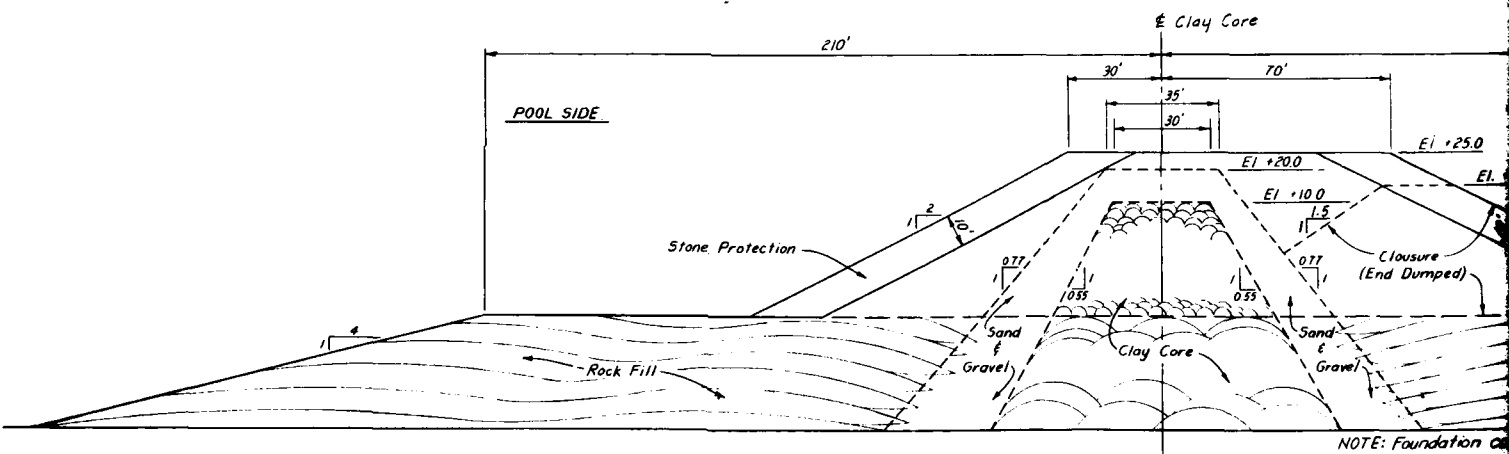 ℄ Clay Core
210'
30'
70'
POOL SIDE
35'
30'
El +25.0
El +20.0
El.
El +10.0
2
1
10'
1.5
1
Stone Protection
Closure
(End Dumped)
0.77
1
1
0.55
1
0.55
0.77
1
4
1
Sand
&
Gravel
Clay Core
Sand
&
Gravel
Rock Fill
NOTE: Foundation